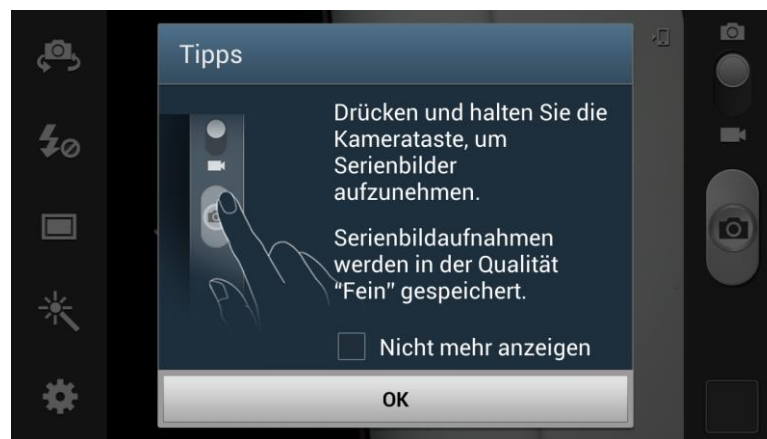 Tipps
Drücken und halten Sie die
Kamerataste, um
Serienbilder
aufzunehmen.
Serienbildaufnahmen
werden in der Qualität
“Fein” gespeichert.
Nicht mehr anzeigen
OK